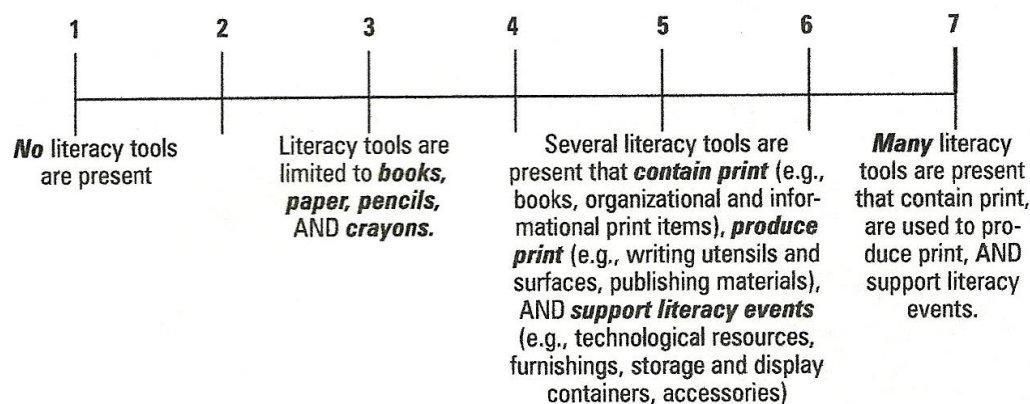 1 2 3 4 5 6 7
No literacy tools
are present
Literacy tools are
limited to books,
paper, pencils,
AND crayons.
Several literacy tools are
present that contain print (e.g.,
books, organizational and infor-
mational print items), produce
print (e.g., writing utensils and
surfaces, publishing materials),
AND support literacy events
(e.g., technological resources,
furnishings, storage and display
containers, accessories)
Many literacy
tools are present
that contain print,
are used to pro-
duce print, AND
support literacy
events.